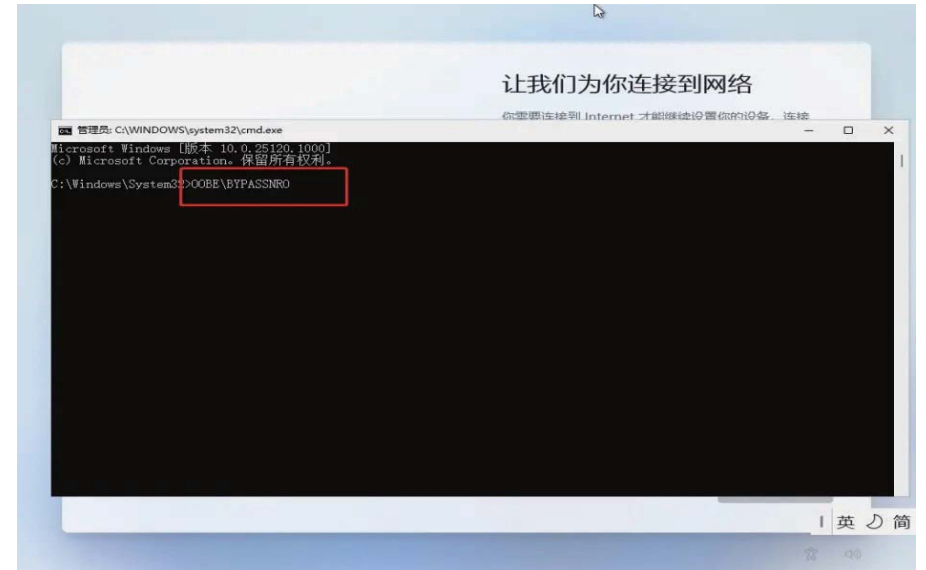 让我们为你连接到网络
你需要连接到 Internet 才能继续设置你的设备。连接
管理员: C:\WINDOWS\system32\cmd.exe
Microsoft Windows [版本 10.0.25120.1000]
(c) Microsoft Corporation。保留所有权利。
C:\Windows\System32>OOBE\BYPASSNRO
英 简